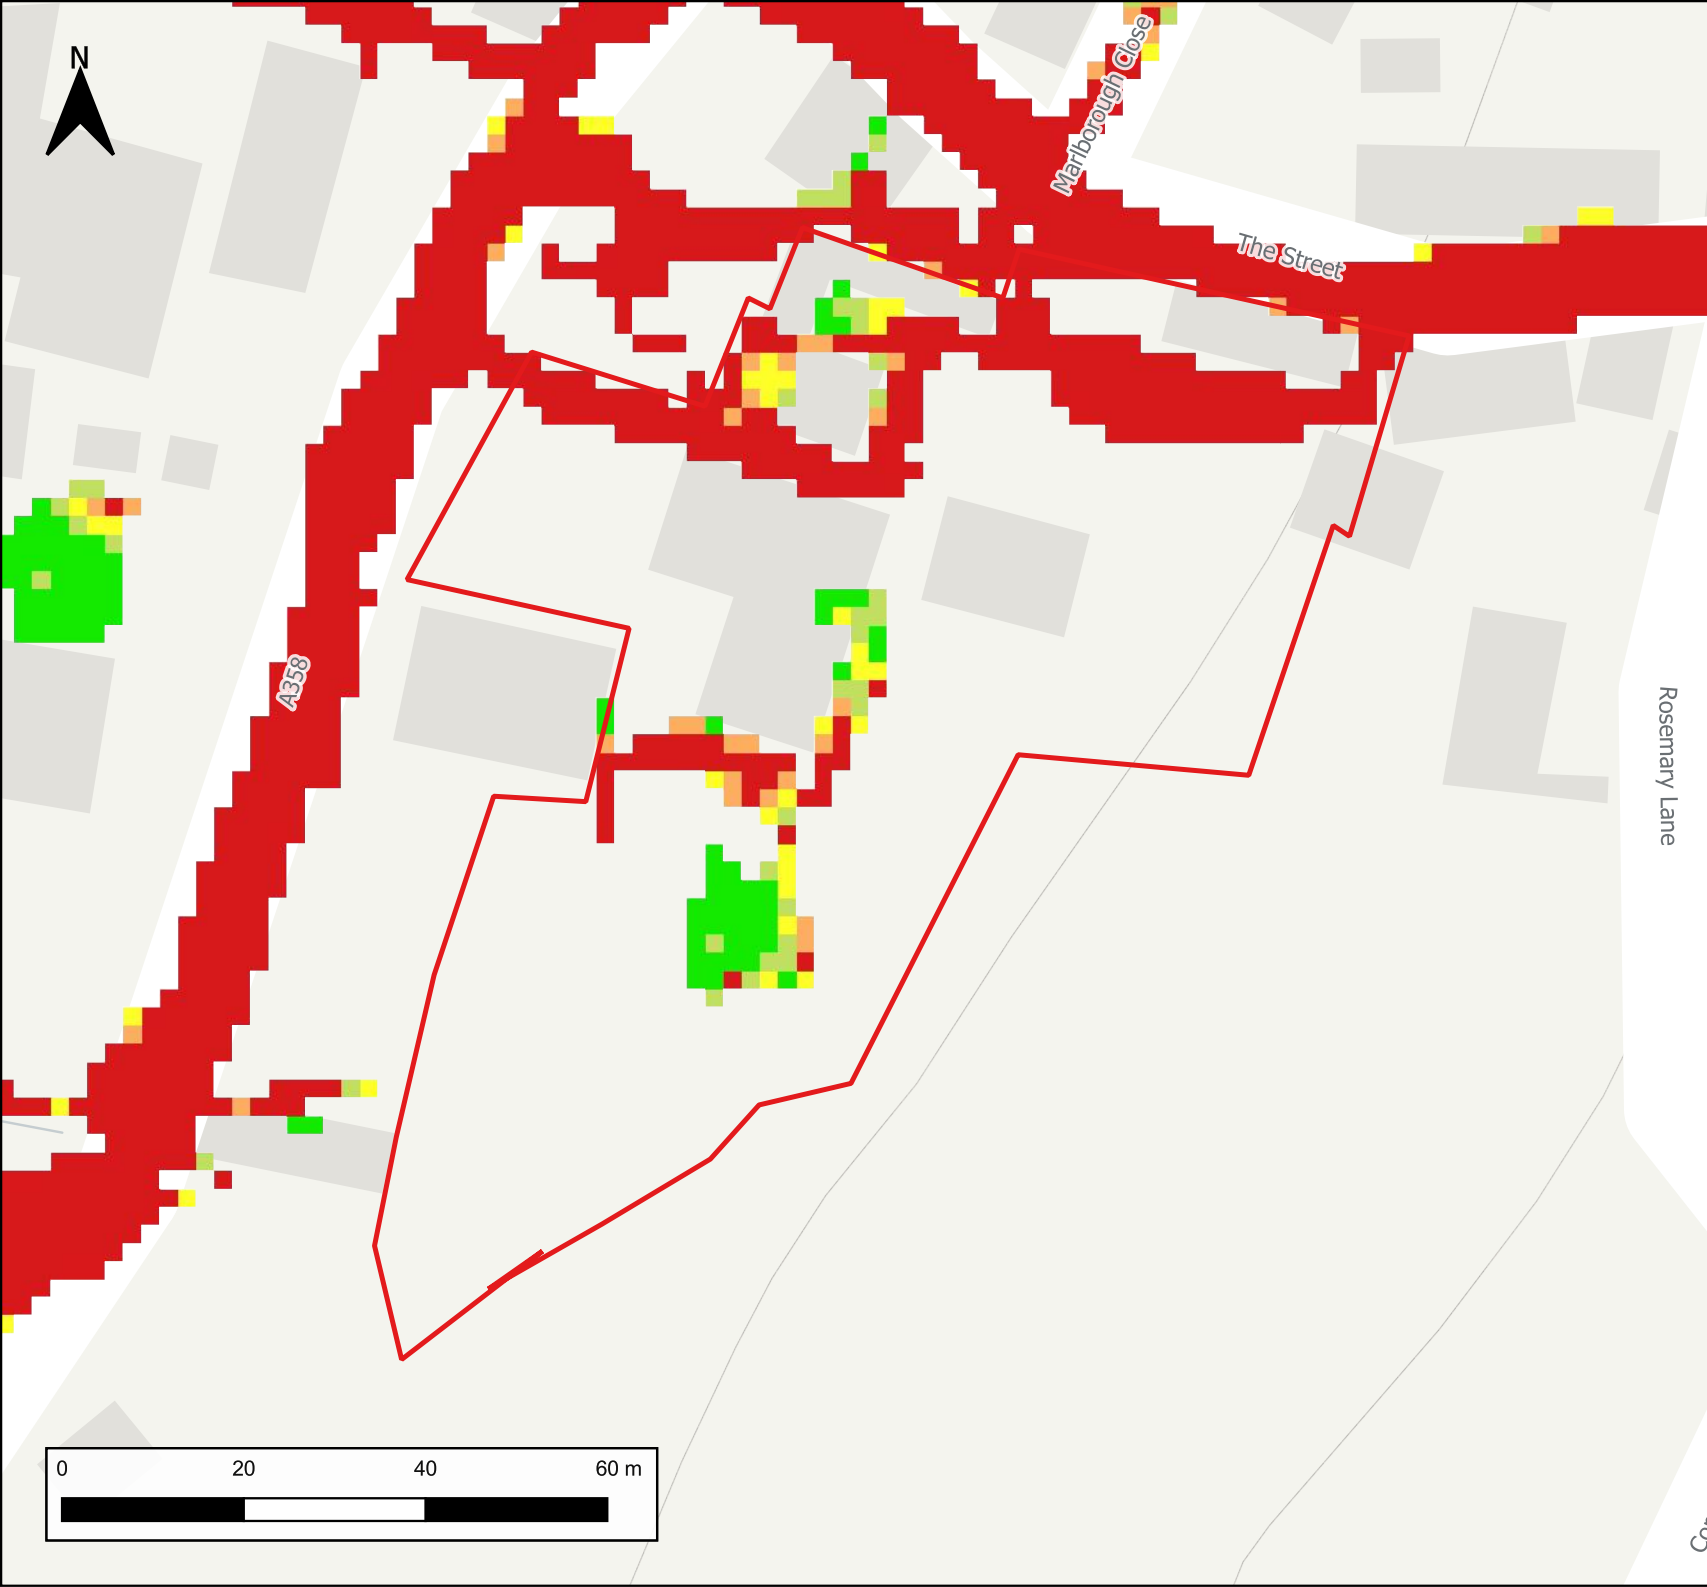 N
Marlborough Close
The Street
A358
Rosemary Lane
0 20 40 60 m